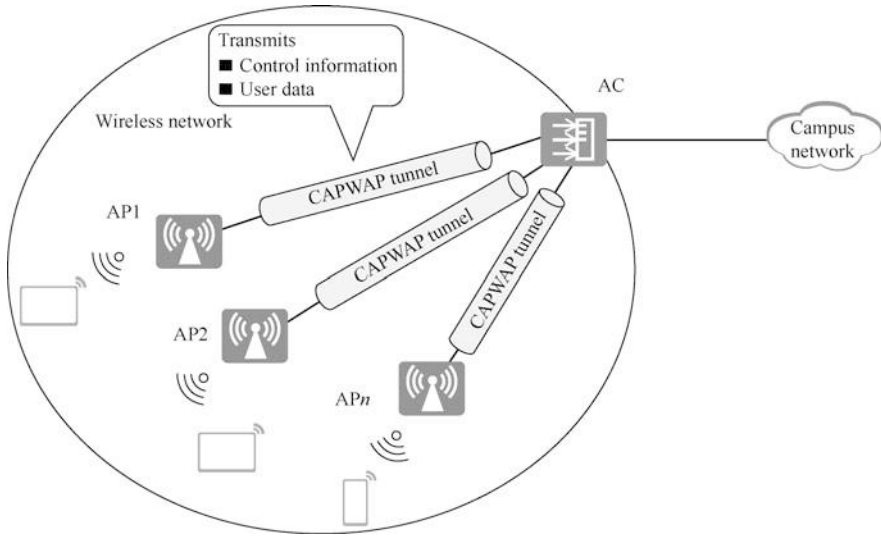 Transmits
■ Control information
■ User data
AC
Wireless network
Campus
network
CAPWAP tunnel
AP1
CAPWAP tunnel
CAPWAP tunnel
AP2
APn